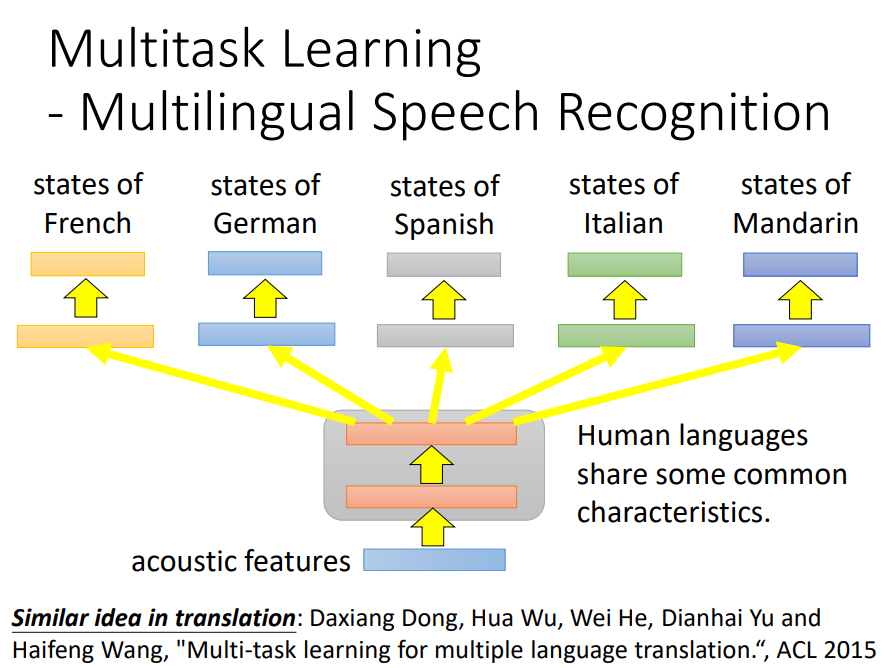 Multitask Learning
- Multilingual Speech Recognition
states of
French
states of
German
states of
Spanish
states of
Italian
states of
Mandarin
Human languages
share some common
characteristics.
acoustic features
Similar idea in translation: Daxiang Dong, Hua Wu, Wei He, Dianhai Yu and
Haifeng Wang, "Multi-task learning for multiple language translation.“, ACL 2015